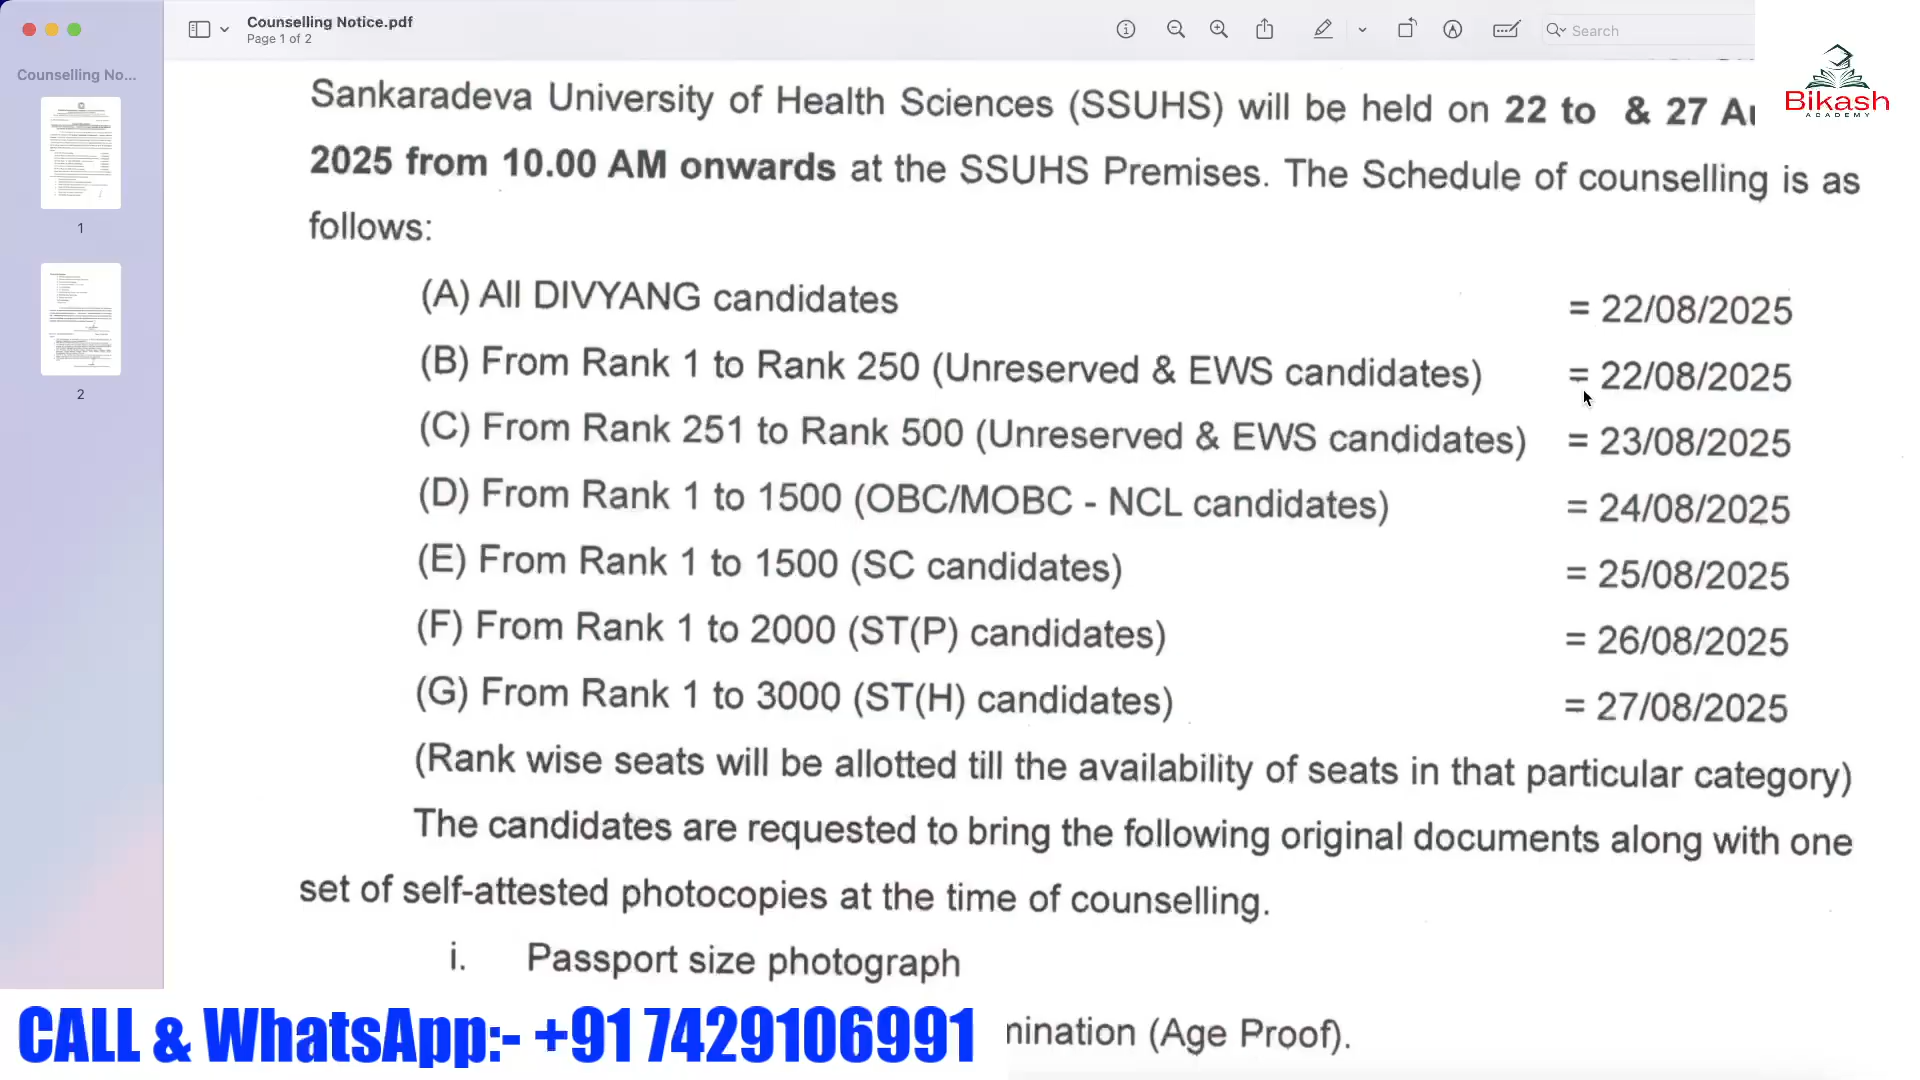 Counselling Notice.pdf
Page 1 of 2
Search
Bikash
ACADEMY
Counselling No...
1
2
Sankaradeva University of Health Sciences (SSUHS) will be held on 22 to & 27
2025 from 10.00 AM onwards at the SSUHS Premises. The Schedule of counselling is as
follows:
(A) All DIVYANG candidates = 22/08/2025
(B) From Rank 1 to Rank 250 (Unreserved & EWS candidates) = 22/08/2025
(C) From Rank 251 to Rank 500 (Unreserved & EWS candidates) = 23/08/2025
(D) From Rank 1 to 1500 (OBC/MOBC - NCL candidates) = 24/08/2025
(E) From Rank 1 to 1500 (SC candidates) = 25/08/2025
(F) From Rank 1 to 2000 (ST(P) candidates) = 26/08/2025
(G) From Rank 1 to 3000 (ST(H) candidates) = 27/08/2025
(Rank wise seats will be allotted till the availability of seats in that particular category)
The candidates are requested to bring the following original documents along with one
set of self-attested photocopies at the time of counselling.
i. Passport size photograph
nination (Age Proof).
CALL & WhatsApp:- +91 7429106991